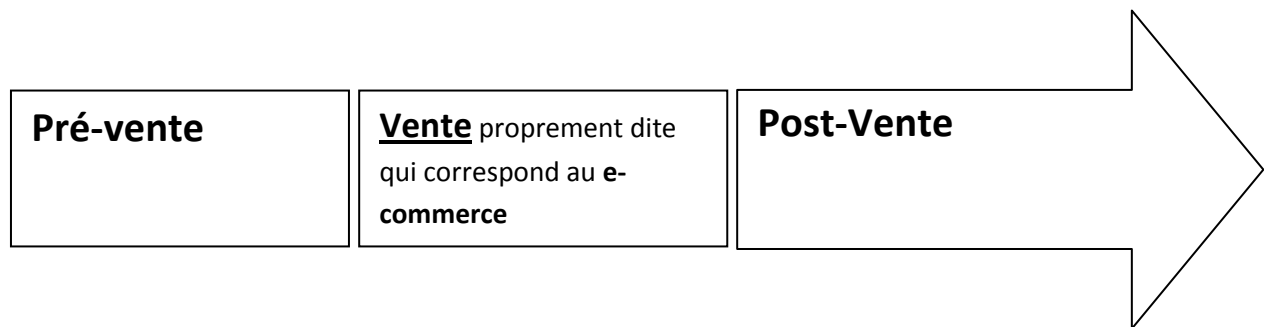 Pré-vente
Vente proprement dite
qui correspond au e-
commerce
Post-Vente